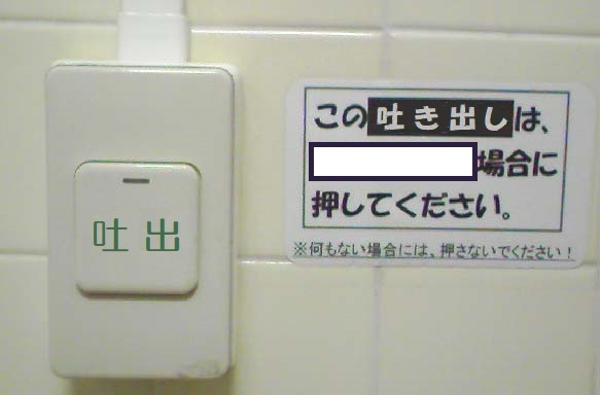 吐出
この吐き出しは、
場合に
押してください。
※何もない場合には、押さないでください！